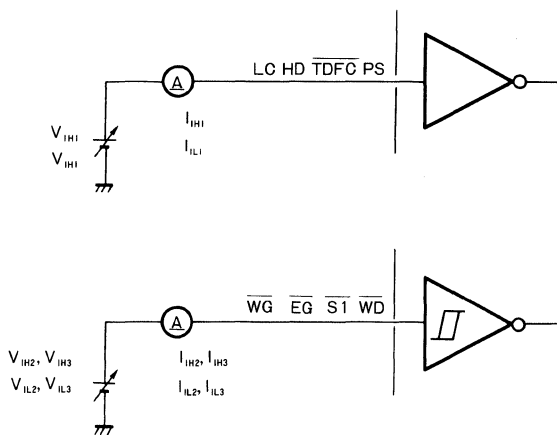 LC HD TDFC PS
A
I_IH1
I_IL1
V_IH1
V_IH1
WG EG S1 WD
A
V_IH2, V_IH3
V_IL2, V_IL3
I_IH2, I_IH3
I_IL2, I_IL3